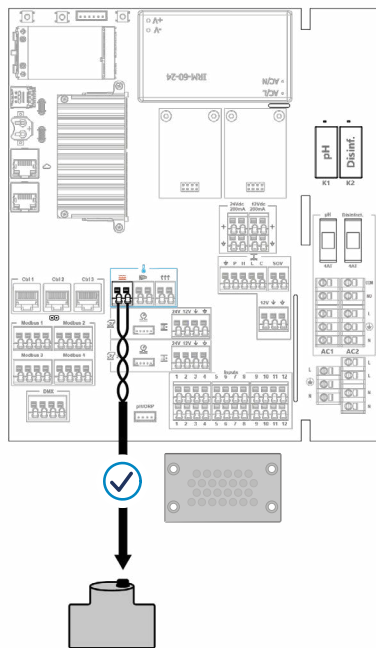 V+
V-
IRM-60-24
AC/N
AC/L
pH
Disinf.
K1 K2
24Vdc 12Vdc
200mA 200mA
pH Disinfect.
4A2 4A2
P H L C NOV
Ctrl 1 Ctrl 2 Ctrl 3
COM
NO
L
N
AC1 AC2
12V
24V 12V
Modbus 1 Modbus 2
24V 12V
Modbus 3 Modbus 4
L L
N
N
DMX
1 2 3 4 5 6 7 8 9 10 11 12
pH/ORP
1 2 3 4 5 6 7 8 9 10 11 12